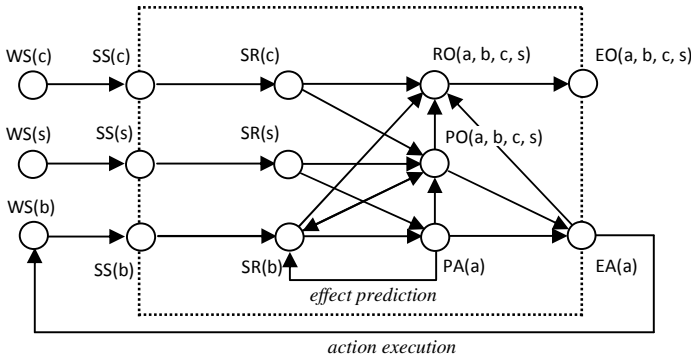 WS(c) SS(c) SR(c) RO(a, b, c, s) EO(a, b, c, s)
WS(s) SS(s) SR(s) PO(a, b, c, s)
WS(b)
SS(b) SR(b) PA(a) EA(a)
effect prediction
action execution